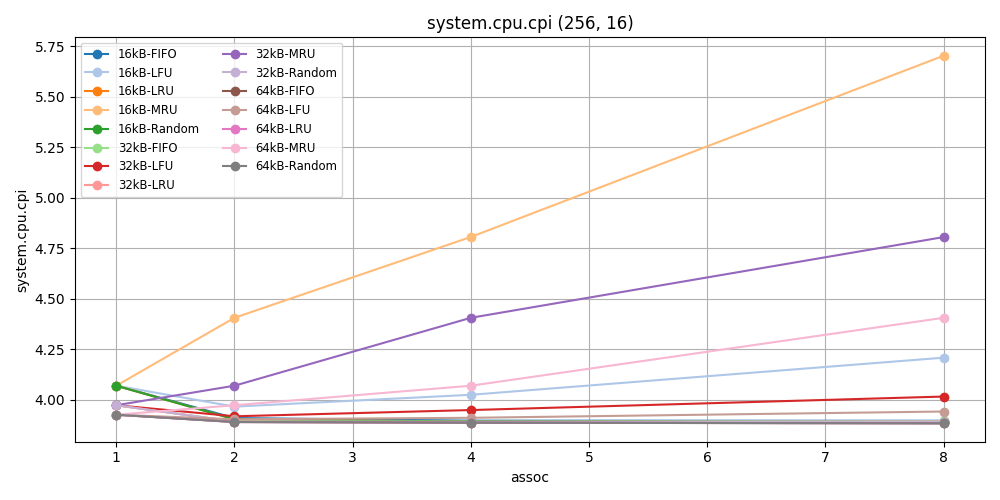 system.cpu.cpi (256, 16)
16kB-FIFO
16kB-LFU
16kB-LRU
16kB-MRU
16kB-Random
32kB-FIFO
32kB-LFU
32kB-LRU
32kB-MRU
32kB-Random
64kB-FIFO
64kB-LFU
64kB-LRU
64kB-MRU
64kB-Random
system.cpu.cpi
5.75
5.50
5.25
5.00
4.75
4.50
4.25
4.00
1 2 3 4 5 6 7 8
assoc